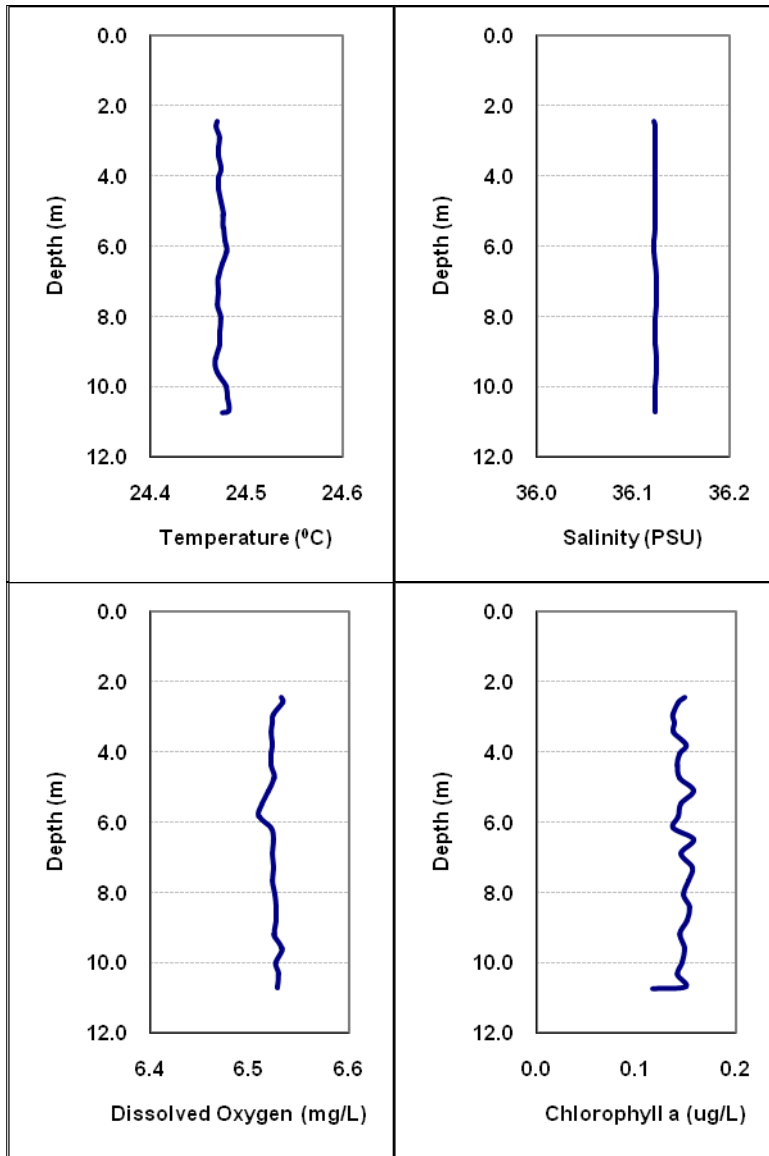 0.0
2.0
4.0
6.0
8.0
10.0
12.0
Depth (m)
24.4 24.5 24.6
Temperature (⁰C)
0.0
2.0
4.0
6.0
8.0
10.0
12.0
Depth (m)
36.0 36.1 36.2
Salinity (PSU)
0.0
2.0
4.0
6.0
8.0
10.0
12.0
Depth (m)
6.4 6.5 6.6
Dissolved Oxygen (mg/L)
0.0
2.0
4.0
6.0
8.0
10.0
12.0
Depth (m)
0.0 0.1 0.2
Chlorophyll a (ug/L)